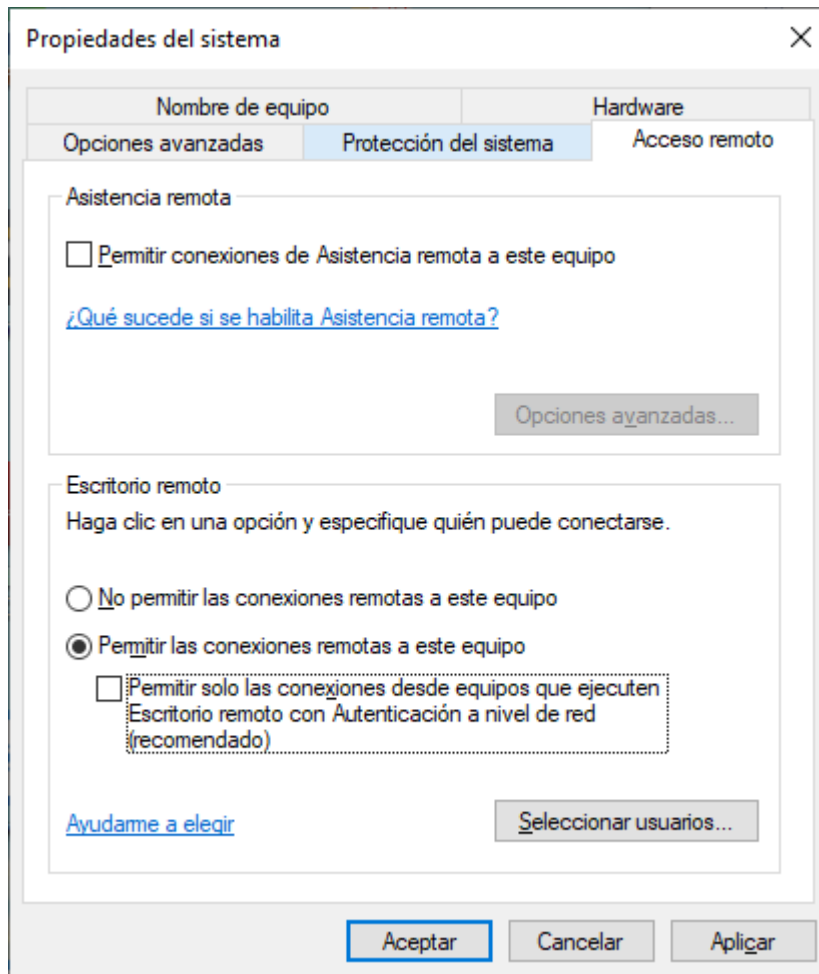 Propiedades del sistema
Nombre de equipo
Hardware
Opciones avanzadas
Protección del sistema
Acceso remoto
Asistencia remota
Permitir conexiones de Asistencia remota a este equipo
¿Qué sucede si se habilita Asistencia remota?
Opciones avanzadas...
Escritorio remoto
Haga clic en una opción y especifique quién puede conectarse.
No permitir las conexiones remotas a este equipo
Permitir las conexiones remotas a este equipo
Permitir solo las conexiones desde equipos que ejecuten
Escritorio remoto con Autenticación a nivel de red
(recomendado)
Ayudarme a elegir
Seleccionar usuarios...
Aceptar
Cancelar
Aplicar